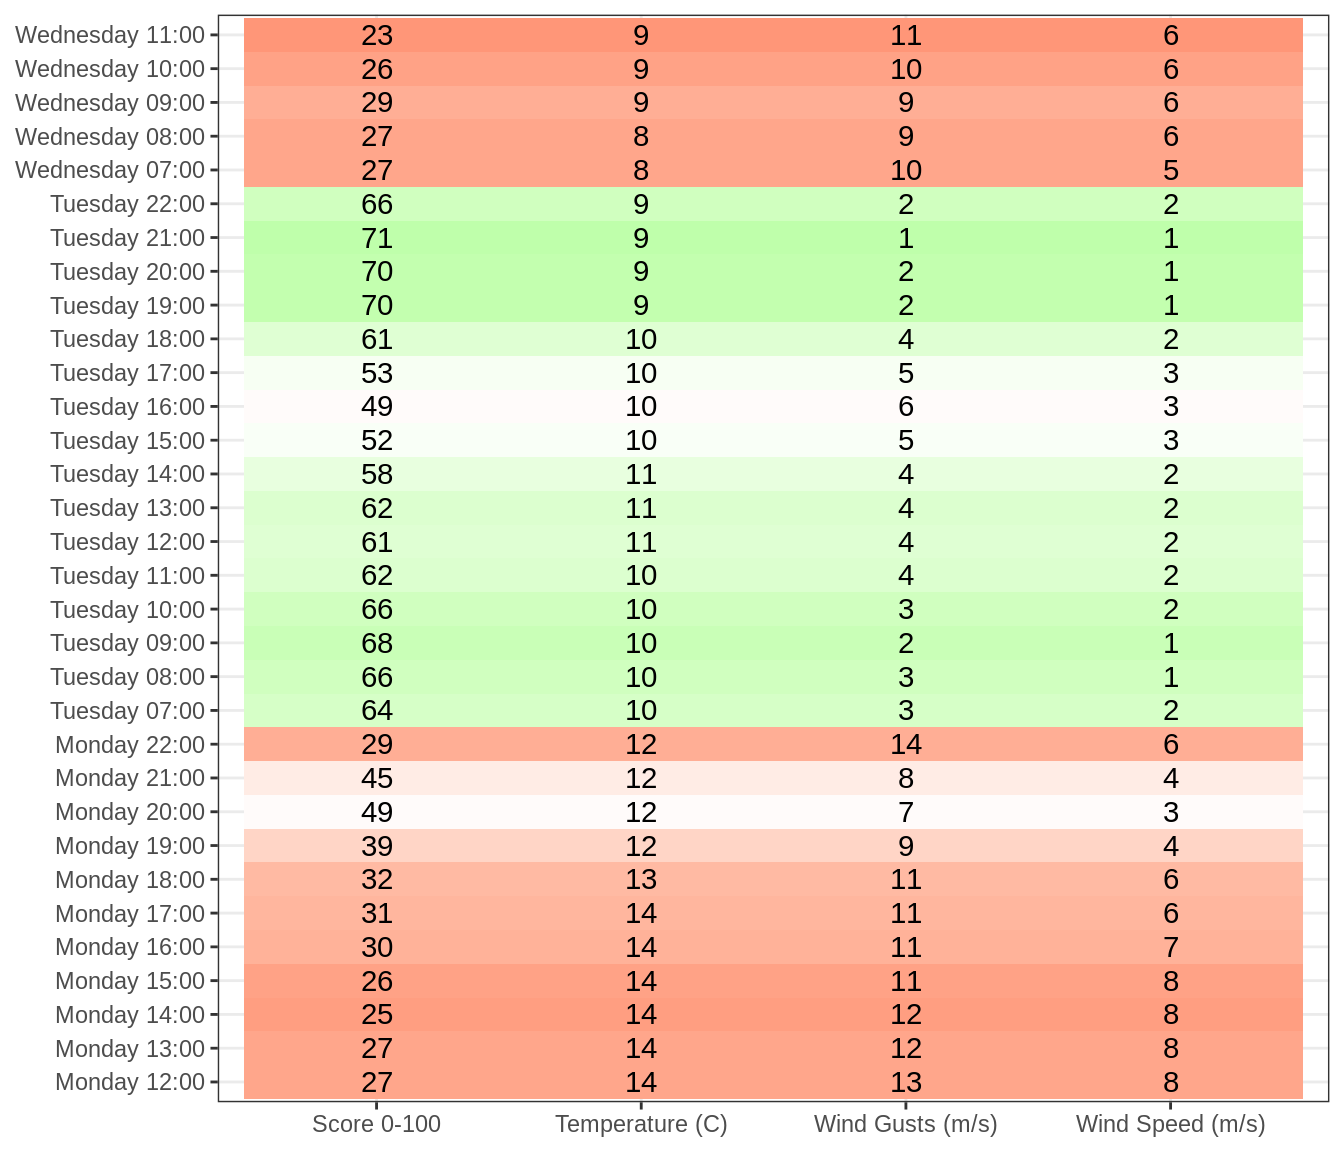 Wednesday 11:00 23 9 11 6
Wednesday 10:00 26 9 10 6
Wednesday 09:00 29 9 9 6
Wednesday 08:00 27 8 9 6
Wednesday 07:00 27 8 10 5
Tuesday 22:00 66 9 2 2
Tuesday 21:00 71 9 1 1
Tuesday 20:00 70 9 2 1
Tuesday 19:00 70 9 2 1
Tuesday 18:00 61 10 4 2
Tuesday 17:00 53 10 5 3
Tuesday 16:00 49 10 6 3
Tuesday 15:00 52 10 5 3
Tuesday 14:00 58 11 4 2
Tuesday 13:00 62 11 4 2
Tuesday 12:00 61 11 4 2
Tuesday 11:00 62 10 4 2
Tuesday 10:00 66 10 3 2
Tuesday 09:00 68 10 2 1
Tuesday 08:00 66 10 3 1
Tuesday 07:00 64 10 3 2
Monday 22:00 29 12 14 6
Monday 21:00 45 12 8 4
Monday 20:00 49 12 7 3
Monday 19:00 39 12 9 4
Monday 18:00 32 13 11 6
Monday 17:00 31 14 11 6
Monday 16:00 30 14 11 7
Monday 15:00 26 14 11 8
Monday 14:00 25 14 12 8
Monday 13:00 27 14 12 8
Monday 12:00 27 14 13 8
Score 0-100 Temperature (C) Wind Gusts (m/s) Wind Speed (m/s)